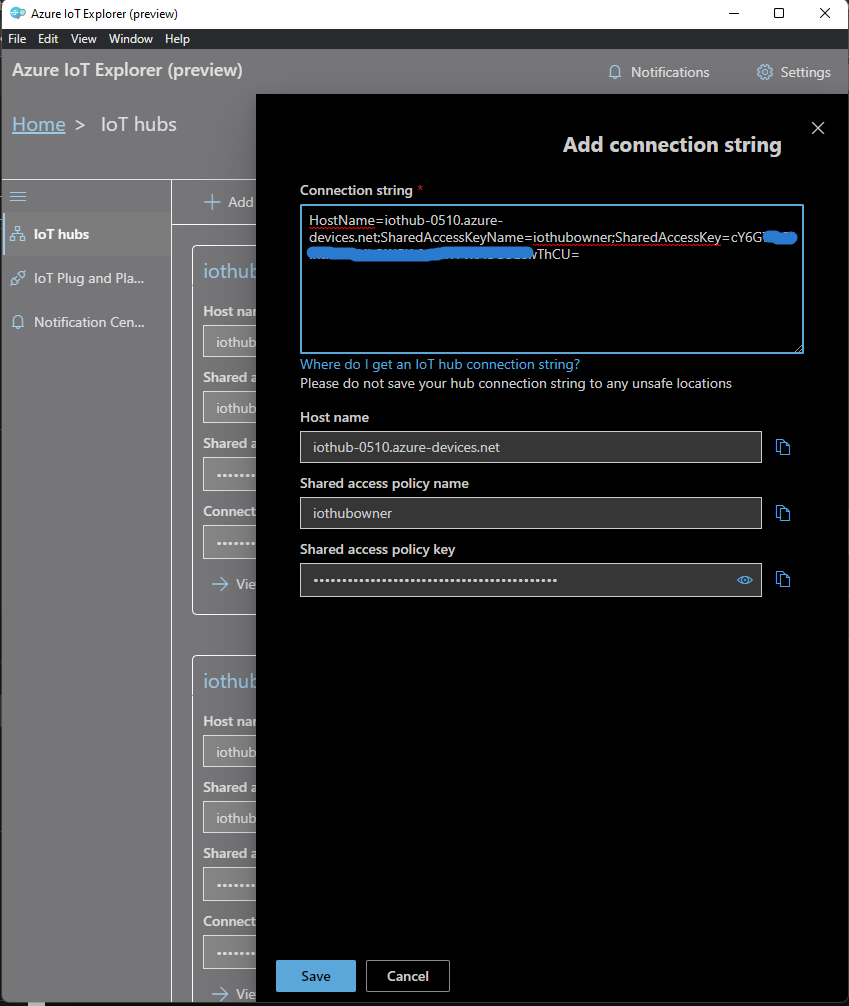 Azure IoT Explorer (preview)
File Edit View Window Help
Azure IoT Explorer (preview)
Notifications
Settings
Home > IoT hubs
Add
IoT hubs
IoT Plug and Pla...
Notification Cen...
iothub
Host nar
iothub
Shared a
iothub
Shared a
••••••
Connect
••••••
Vie
iothub
Host nar
iothub
Shared a
iothub
Shared a
••••••
Connect
••••••
Vie
Add connection string
Connection string *
HostName=iothub-0510.azure-
devices.net;SharedAccessKeyName=iothubowner;SharedAccessKey=cY6G
ThCU=
Where do I get an IoT hub connection string?
Please do not save your hub connection string to any unsafe locations
Host name
iothub-0510.azure-devices.net
Shared access policy name
iothubowner
Shared access policy key
••••••••••••••••••••••••••••••••••••••••••••
Save
Cancel